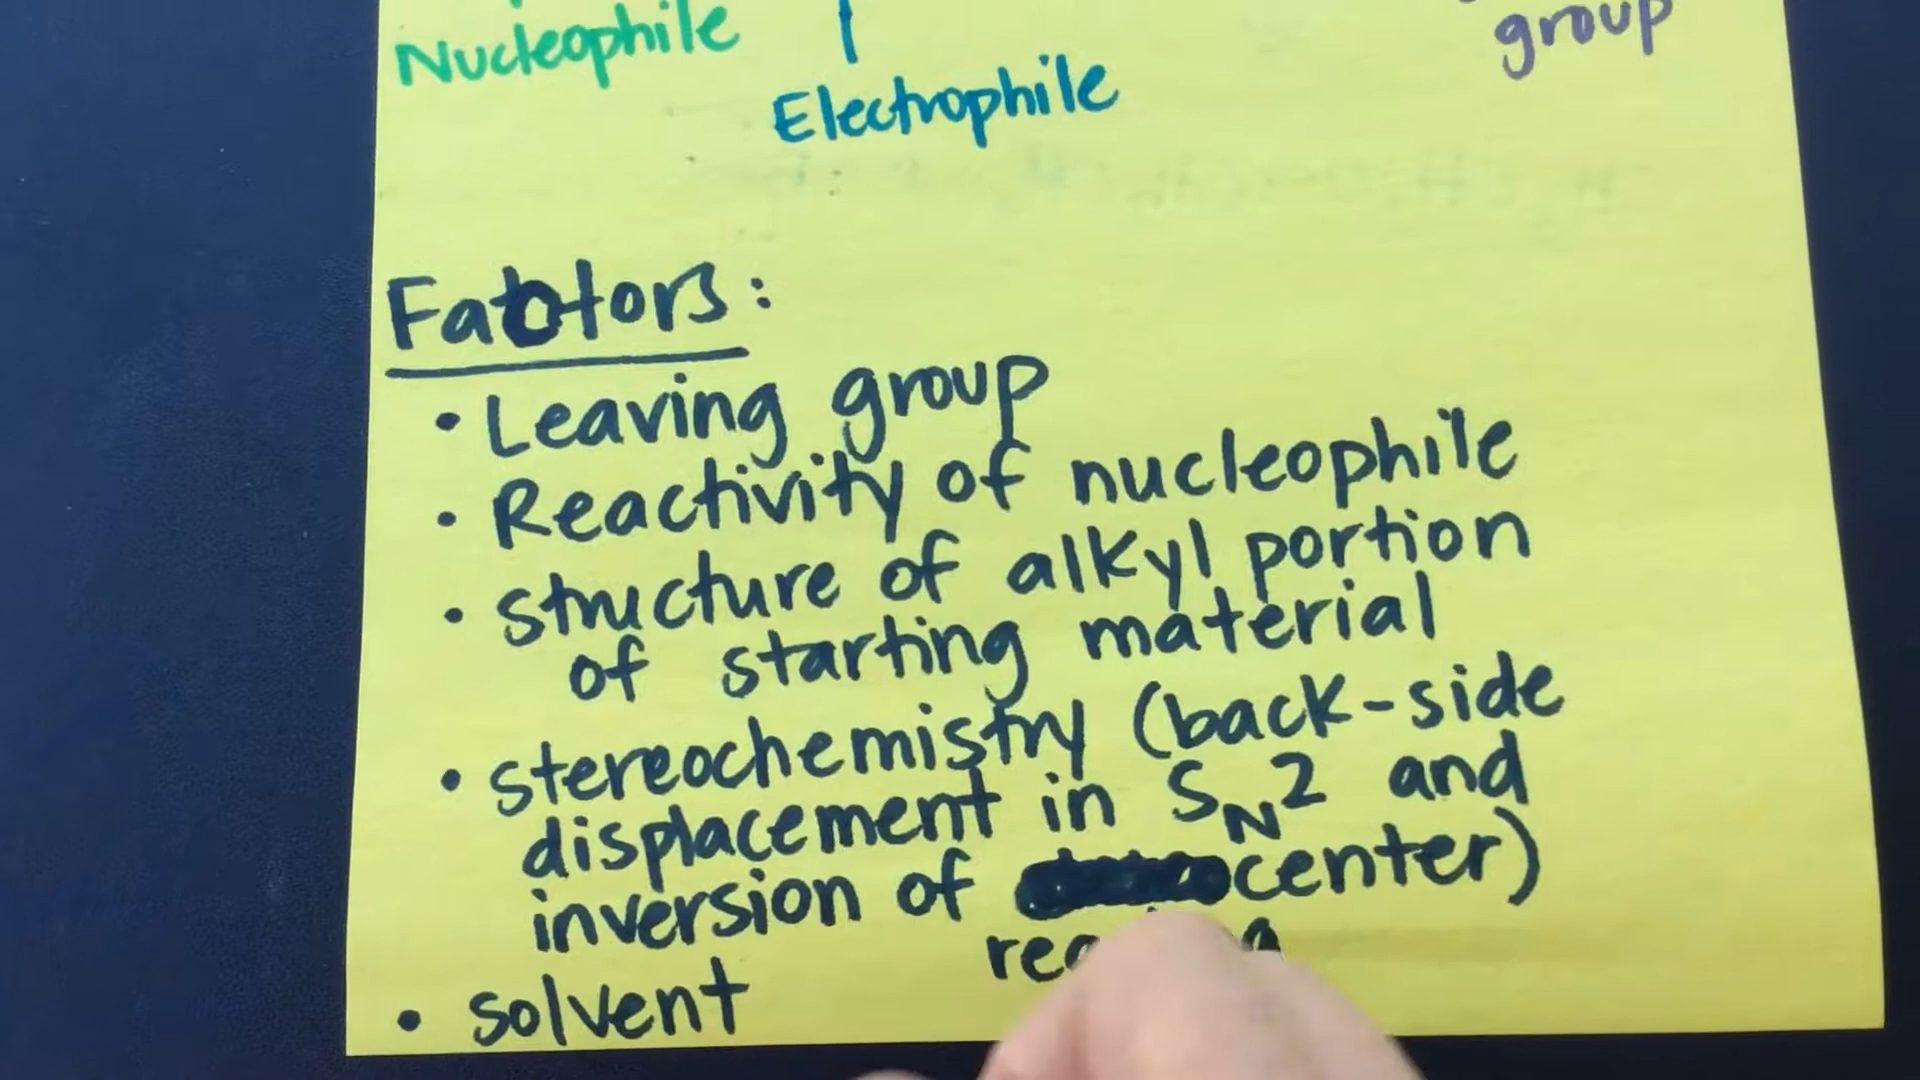 Nucleophile
group
Electrophile
Factors:
• Leaving group
• Reactivity of nucleophile
• structure of alkyl portion
of starting material
• stereochemistry (back-side
displacement in SN2 and
inversion of center)
• solvent